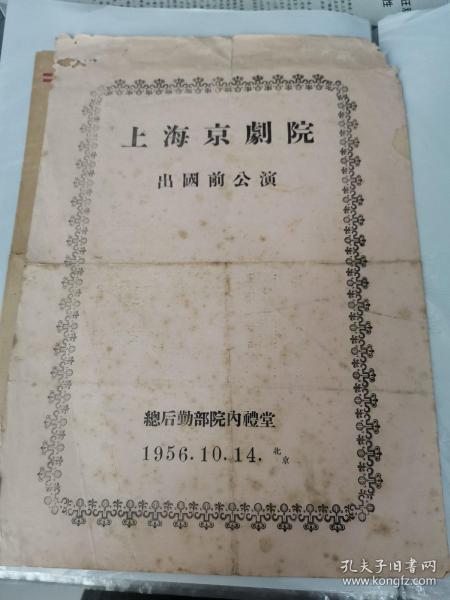 上海京劇院
出國前公演
總后勤部院內禮堂
1956.10.14. 北京
孔夫子旧书网
www.kongfz.com